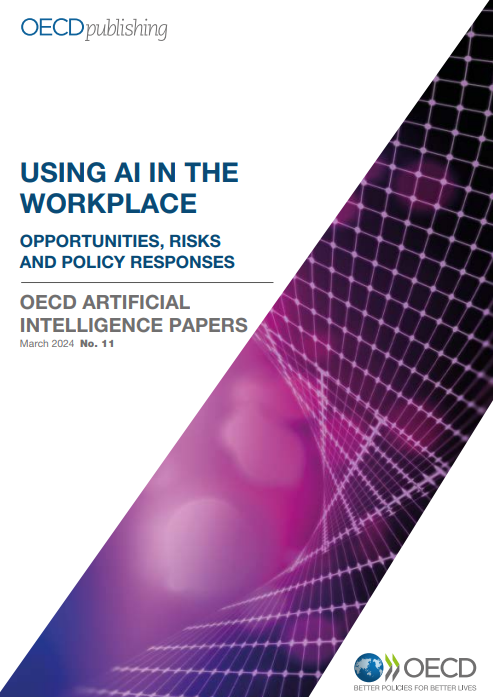 OECDpublishing
USING AI IN THE
WORKPLACE
OPPORTUNITIES, RISKS
AND POLICY RESPONSES
OECD ARTIFICIAL
INTELLIGENCE PAPERS
March 2024 No. 11
OECD
BETTER POLICIES FOR BETTER LIVES